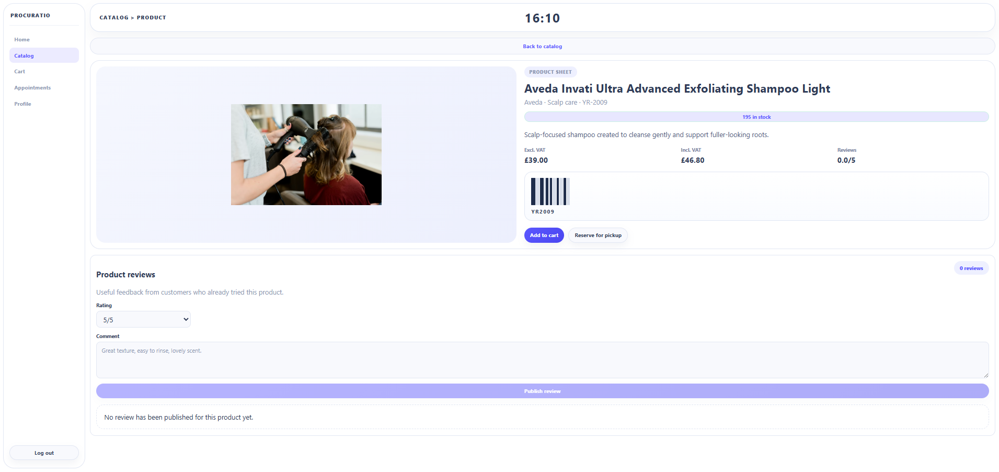 PROCURATIO
Home
Catalog
Cart
Appointments
Profile
Log out
CATALOG > PRODUCT
16:10
Back to catalog
PRODUCT SHEET
Aveda Invati Ultra Advanced Exfoliating Shampoo Light
Aveda · Scalp care · YR-2009
195 in stock
Scalp-focused shampoo created to cleanse gently and support fuller-looking roots.
Excl. VAT
£39.00
Incl. VAT
£46.80
Reviews
0.0/5
YR2009
Add to cart
Reserve for pickup
Product reviews
0 reviews
Useful feedback from customers who already tried this product.
Rating
5/5
Comment
Great texture, easy to rinse, lovely scent.
Publish review
No review has been published for this product yet.